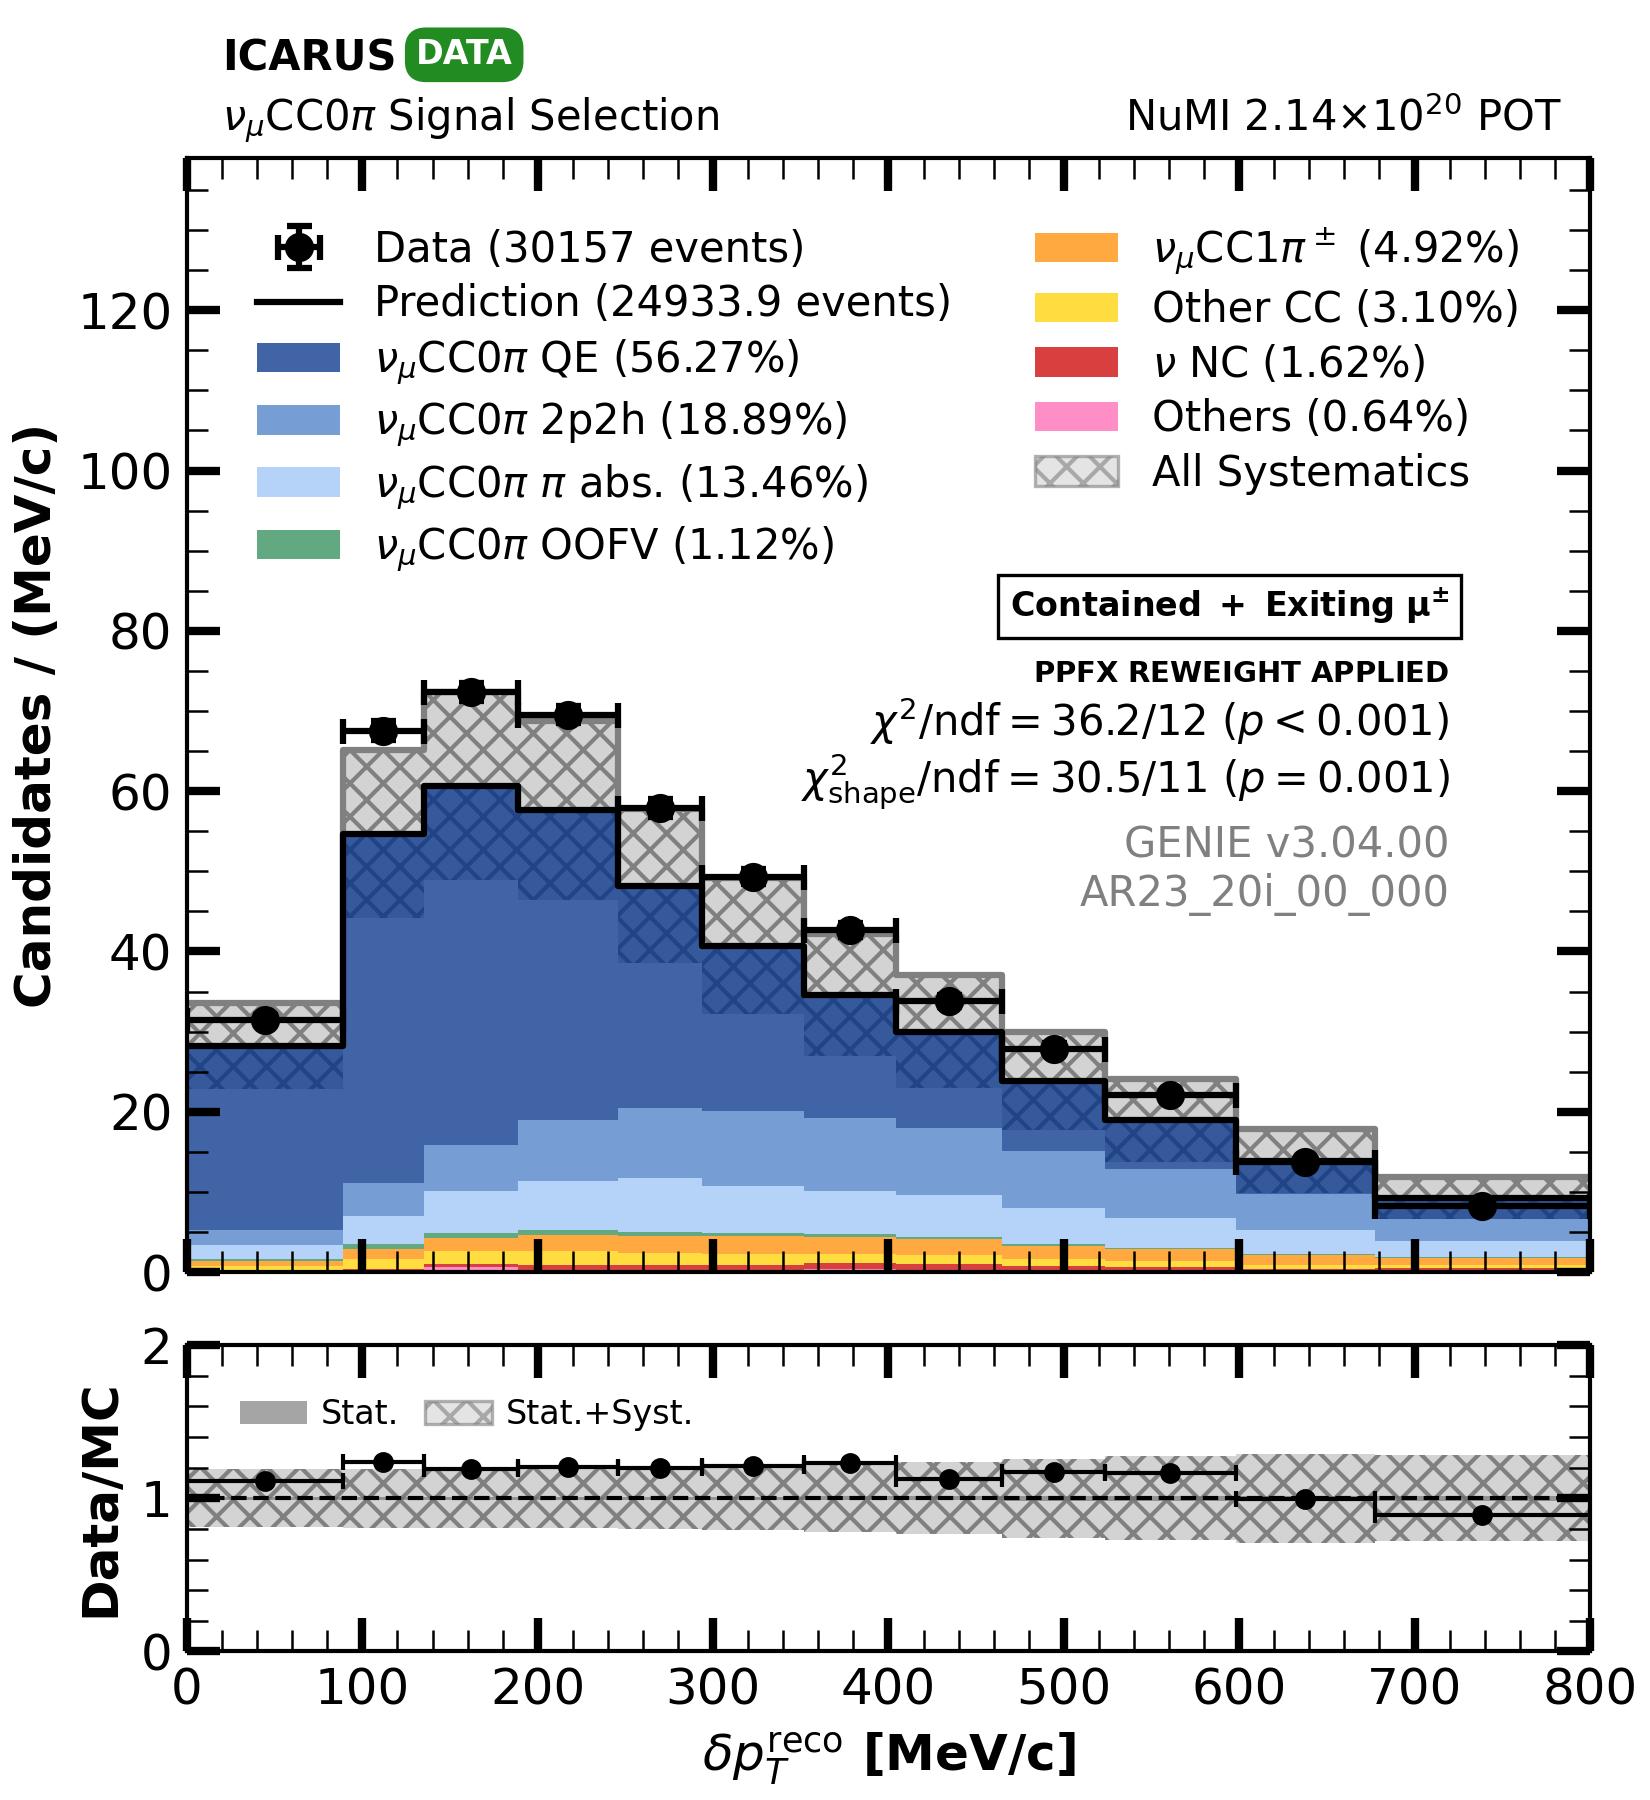 ICARUS DATA
νμCC0π Signal Selection
NuMI 2.14×10²⁰ POT
Candidates / (MeV/c)
120
100
80
60
40
20
0
Data (30157 events)
Prediction (24933.9 events)
νμCC0π QE (56.27%)
νμCC0π 2p2h (18.89%)
νμCC0π π abs. (13.46%)
νμCC0π OOFV (1.12%)
νμCC1π± (4.92%)
Other CC (3.10%)
ν NC (1.62%)
Others (0.64%)
All Systematics
Contained + Exiting μ±
PPFX REWEIGHT APPLIED
χ²/ndf = 36.2/12 (p < 0.001)
χ²shape/ndf = 30.5/11 (p = 0.001)
GENIE v3.04.00
AR23_20i_00_000
Data/MC
2
1
0
Stat. Stat.+Syst.
0 100 200 300 400 500 600 700 800
δpT reco [MeV/c]